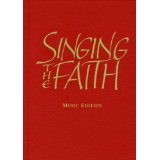 SINGING
THE
FAITH
MUSIC EDITION